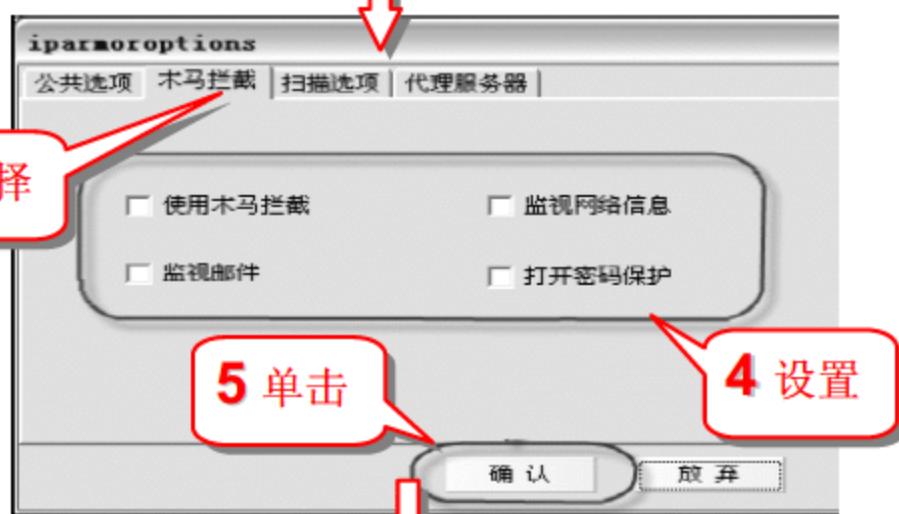 iparmoroptions
公共选项 木马拦截 扫描选项 代理服务器
择
使用木马拦截 监视网络信息
监视邮件 打开密码保护
4 设置
5 单击
确认 放弃